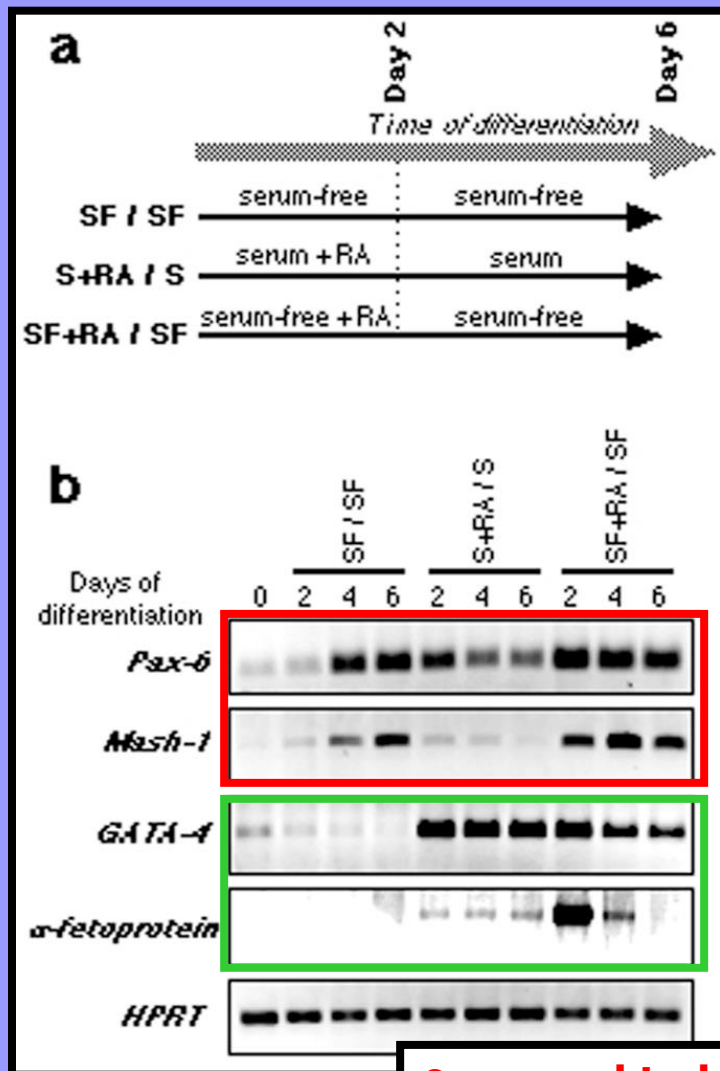 a
Day 2
Day 6
Time of differentiation
SF / SF
serum-free
serum-free
S+RA / S
serum +RA
serum
SF+RA / SF
serum-free + RA
serum-free
b
SF / SF
S+RA / S
SF+RA / SF
Days of
differentiation
0 2 4 6 2 4 6 2 4 6
Pax-6
Mash-1
GATA-4
α-fetoprotein
HPRT